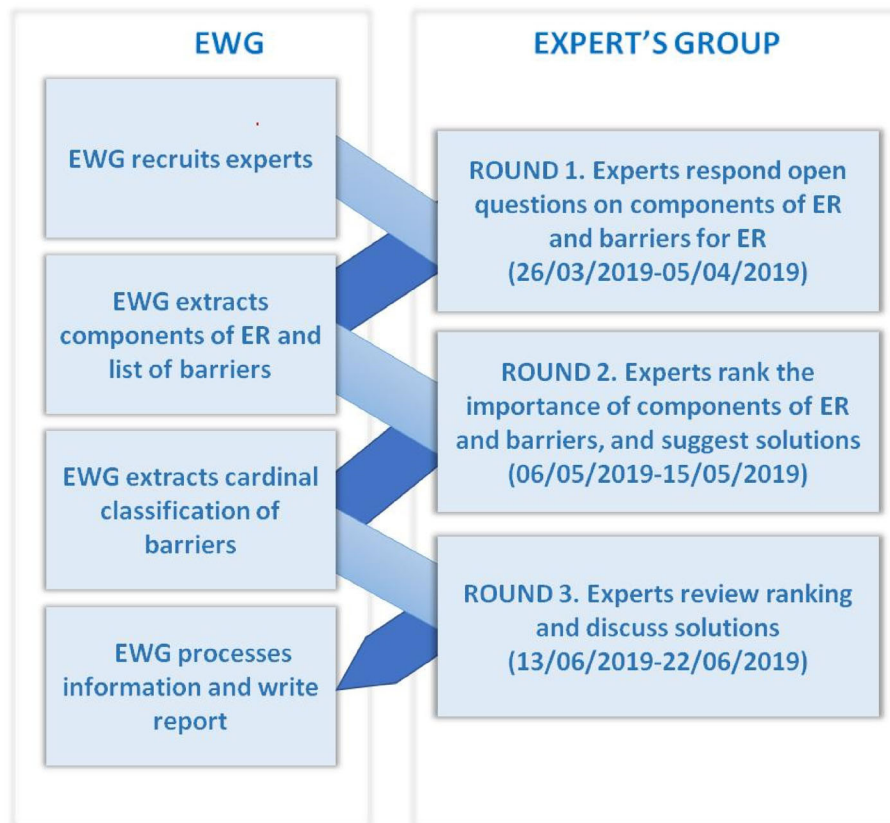 EWG
EWG recruits experts
EWG extracts
components of ER and
list of barriers
EWG extracts cardinal
classification of
barriers
EWG processes
information and write
report
EXPERT'S GROUP
ROUND 1. Experts respond open
questions on components of ER
and barriers for ER
(26/03/2019-05/04/2019)
ROUND 2. Experts rank the
importance of components of ER
and barriers, and suggest solutions
(06/05/2019-15/05/2019)
ROUND 3. Experts review ranking
and discuss solutions
(13/06/2019-22/06/2019)